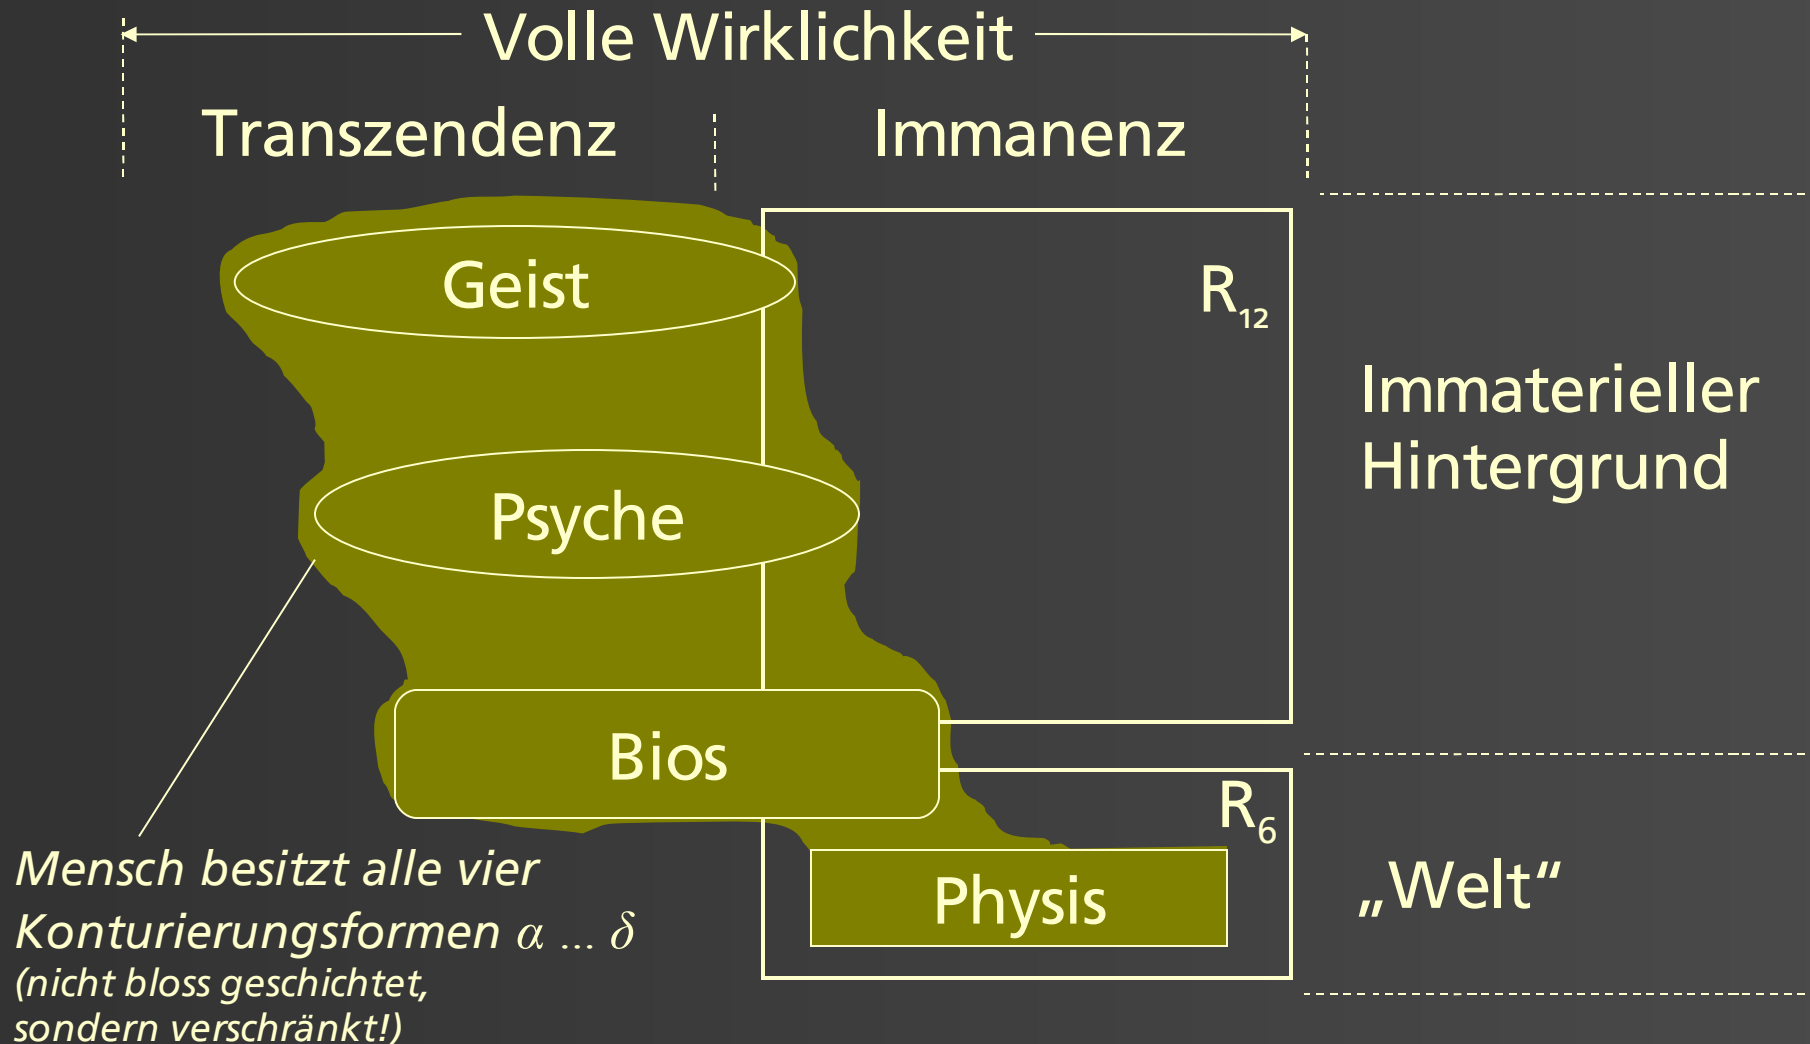 Volle Wirklichkeit
Transzendenz
Immanenz
Geist
R₁₂
Immaterieller
Hintergrund
Psyche
Bios
R₆
Physis
„Welt“
Mensch besitzt alle vier
Konturierungsformen α ... δ
(nicht bloss geschichtet,
sondern verschränkt!)